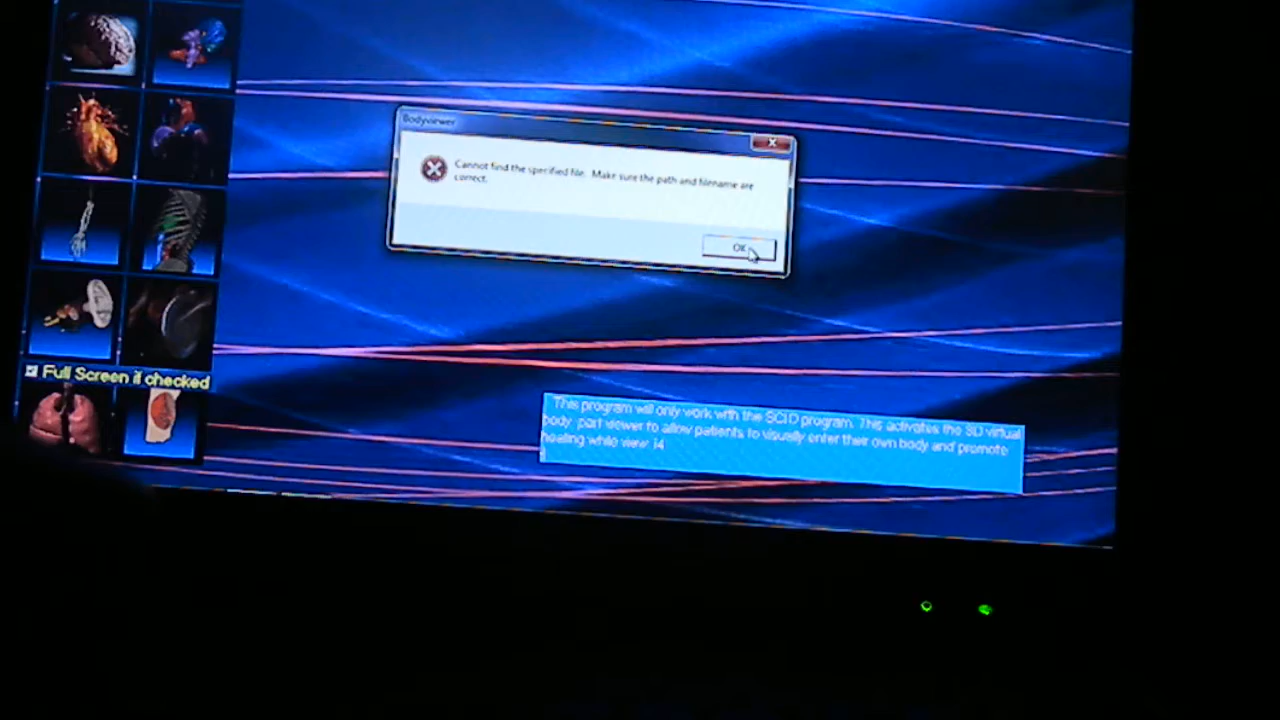 Bodyviewer
Cannot find the specified file. Make sure the path and filename are
correct.
OK
Full Screen if checked
This program will only work with the SCIO program. This activates the 3D virtual
body part viewer to allow patients to visually enter their own body and promote
healing while view